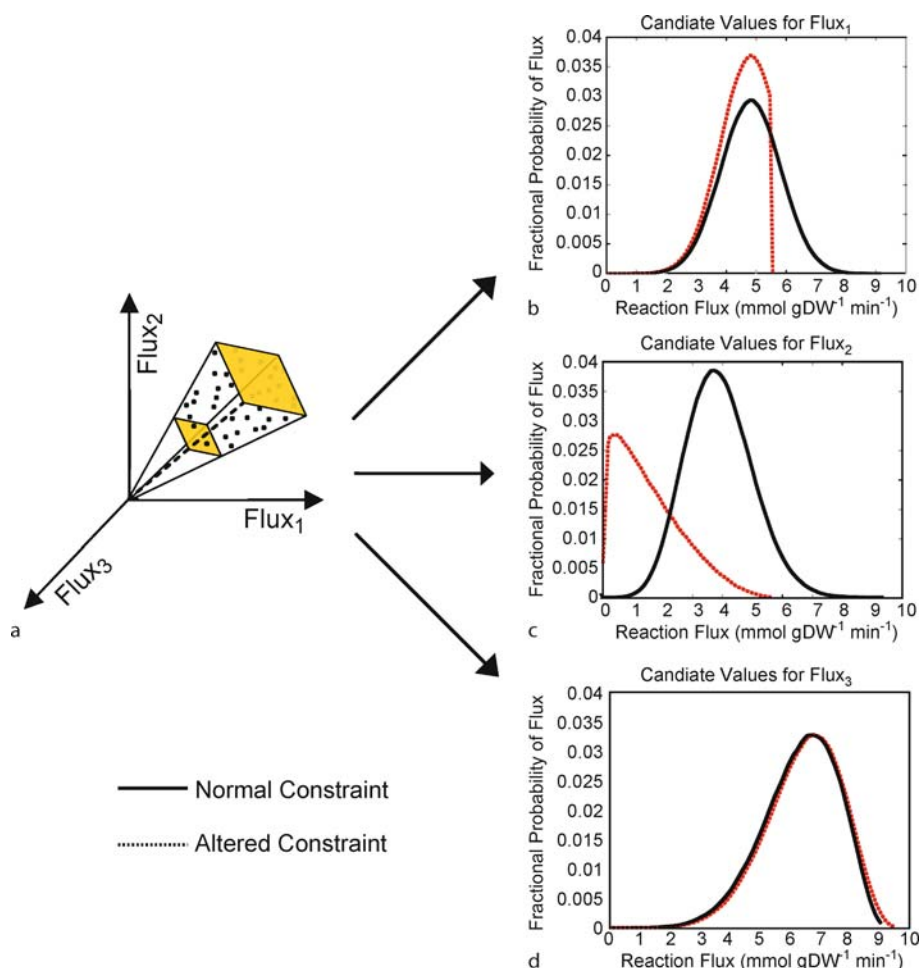 Flux2
Flux1
Flux3
a
Normal Constraint
Altered Constraint
Candiate Values for Flux1
Fractional Probability of Flux
0.04
0.035
0.03
0.025
0.02
0.015
0.01
0.005
0
0 1 2 3 4 5 6 7 8 9 10
b
Reaction Flux (mmol gDW-1 min-1)
Candiate Values for Flux2
Fractional Probability of Flux
0.04
0.035
0.03
0.025
0.02
0.015
0.01
0.005
0
0 1 2 3 4 5 6 7 8 9 10
c
Reaction Flux (mmol gDW-1 min-1)
Candiate Values for Flux3
Fractional Probability of Flux
0.04
0.035
0.03
0.025
0.02
0.015
0.01
0.005
0
0 1 2 3 4 5 6 7 8 9 10
d
Reaction Flux (mmol gDW-1 min-1)